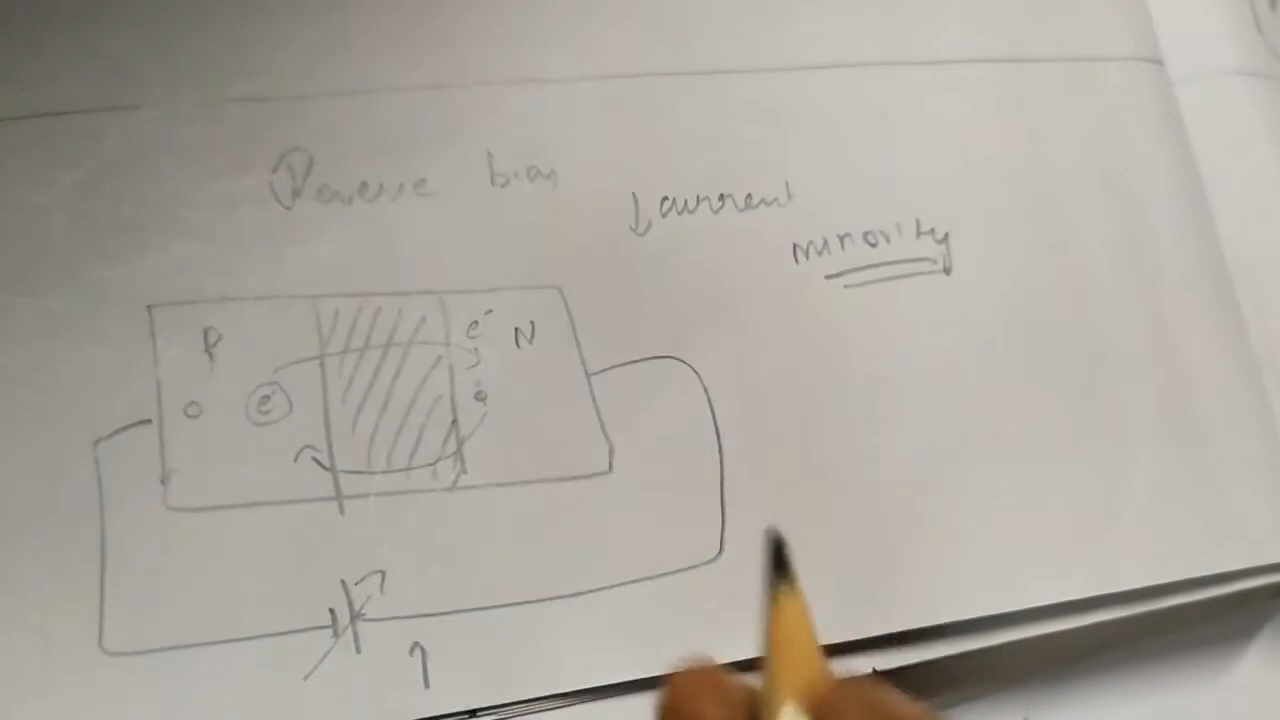 Reverse bias
↓ current
minority
P e⁻ N
o e⁻ o
↑